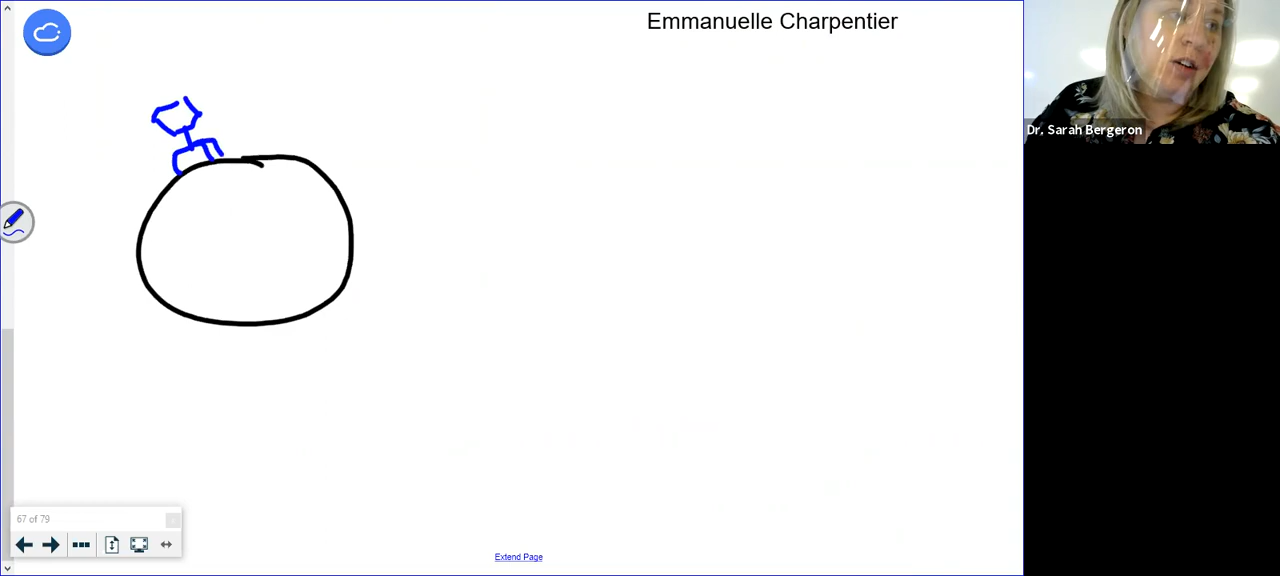 Emmanuelle Charpentier
Dr. Sarah Bergeron
67 of 79
Extend Page